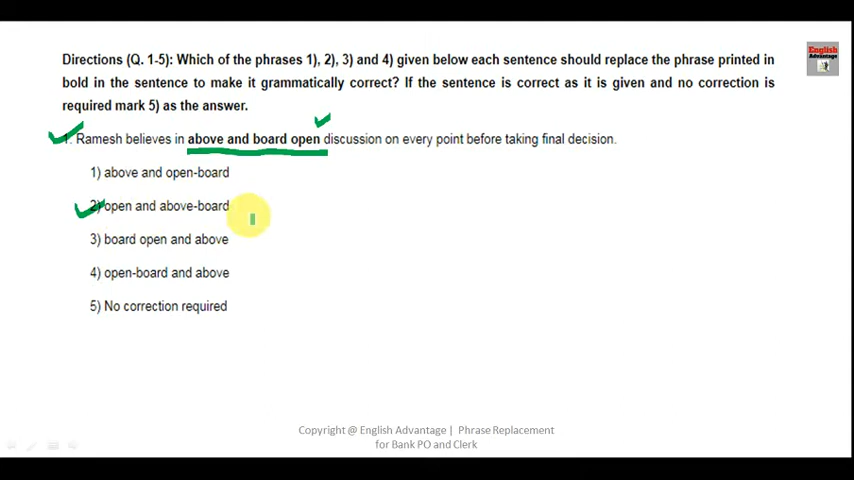 English
Advantage
Directions (Q. 1-5): Which of the phrases 1), 2), 3) and 4) given below each sentence should replace the phrase printed in
bold in the sentence to make it grammatically correct? If the sentence is correct as it is given and no correction is
required mark 5) as the answer.
1. Ramesh believes in above and board open discussion on every point before taking final decision.
1) above and open-board
2) open and above-board
3) board open and above
4) open-board and above
5) No correction required
Copyright @ English Advantage | Phrase Replacement
for Bank PO and Clerk